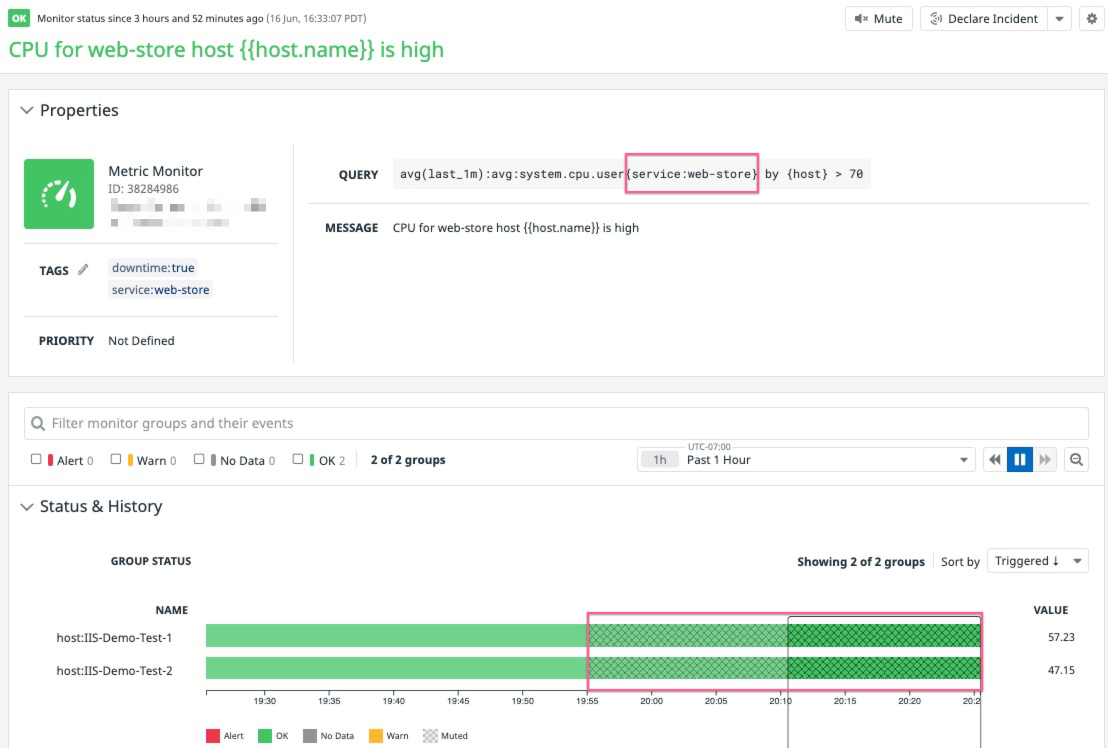 OK Monitor status since 3 hours and 52 minutes ago (16 Jun, 16:33:07 PDT)
Mute
Declare Incident
CPU for web-store host {{host.name}} is high
Properties
Metric Monitor
ID: 38284986
QUERY avg(last_1m):avg:system.cpu.user{service:web-store} by {host} > 70
MESSAGE CPU for web-store host {{host.name}} is high
TAGS downtime:true
service:web-store
PRIORITY Not Defined
Filter monitor groups and their events
Alert 0 Warn 0 No Data 0 OK 2 2 of 2 groups
UTC-07:00
1h Past 1 Hour
Status & History
GROUP STATUS
Showing 2 of 2 groups Sort by Triggered ↓
NAME VALUE
host:IIS-Demo-Test-1 57.23
host:IIS-Demo-Test-2 47.15
19:30 19:35 19:40 19:45 19:50 19:55 20:00 20:05 20:10 20:15 20:20
Alert OK No Data Warn Muted